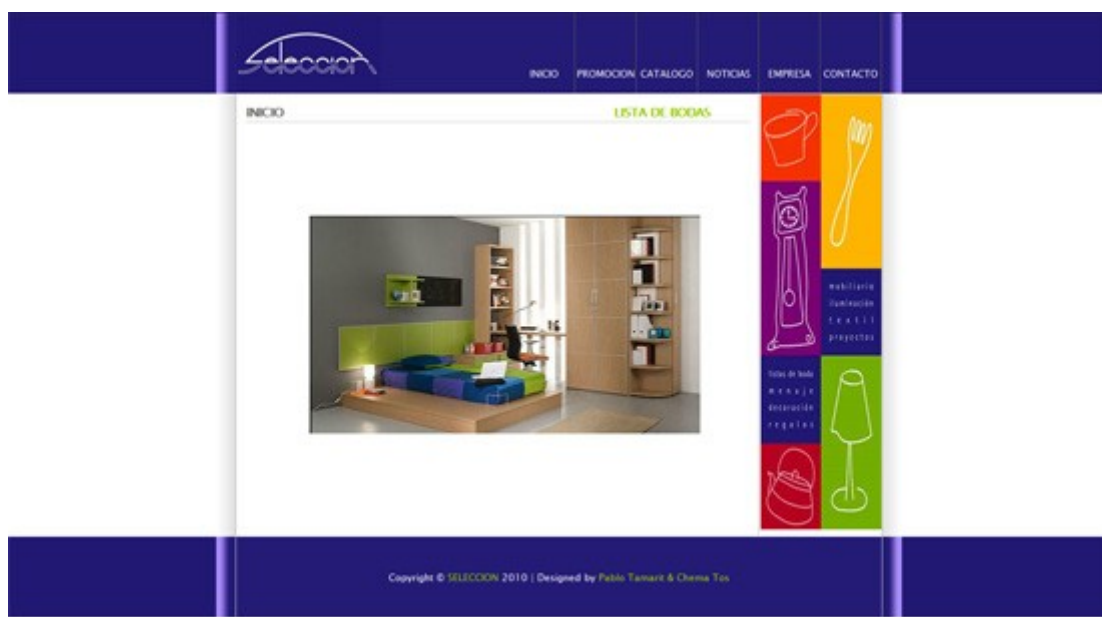 seleccion
INICIO PROMOCION CATALOGO NOTICIAS EMPRESA CONTACTO
INICIO
LISTA DE BODAS
mobiliario
iluminación
textil
proyectos
listas de boda
menaje
decoración
regalos
Copyright © SELECCION 2010 | Designed by Pablo Tamarit & Chema Tos